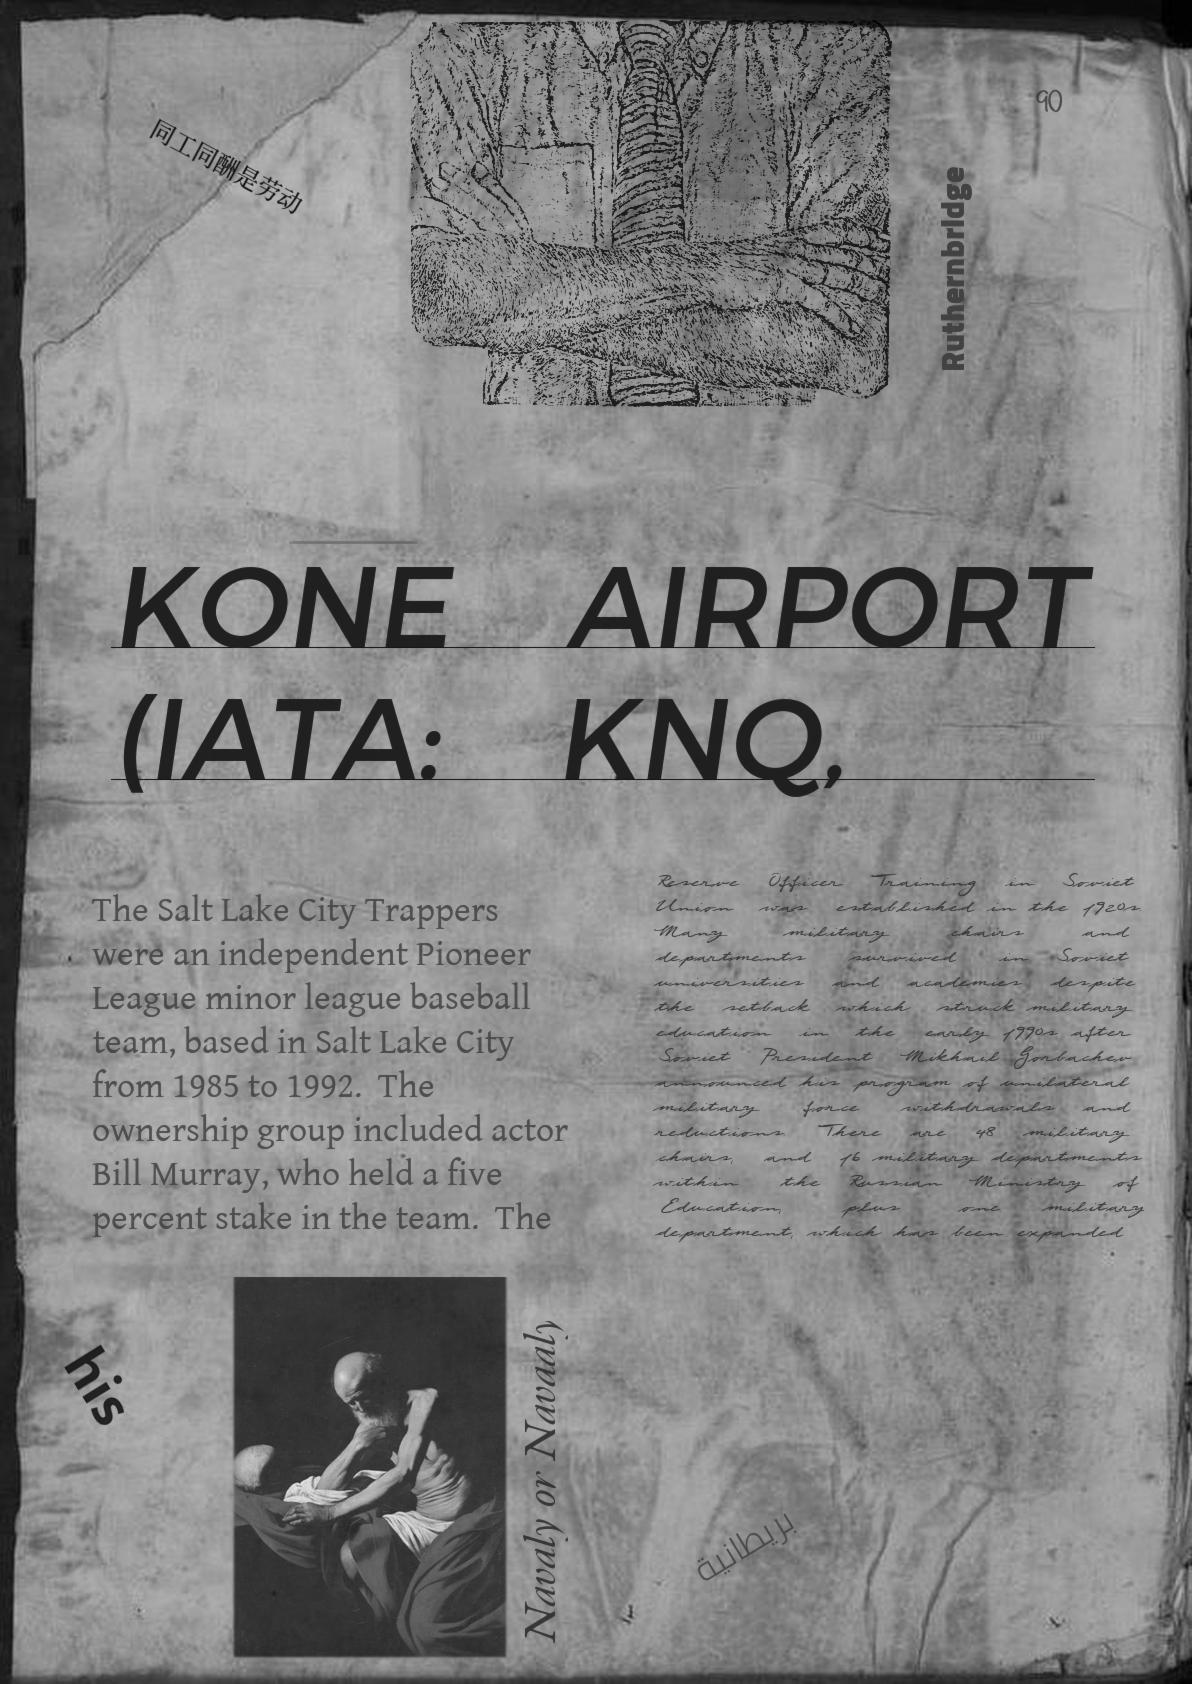 90
同工同酬是劳动
Ruthernbridge
KONE AIRPORT
(IATA: KNQ,
The Salt Lake City Trappers
were an independent Pioneer
League minor league baseball
team, based in Salt Lake City
from 1985 to 1992. The
ownership group included actor
Bill Murray, who held a five
percent stake in the team. The
Reserve Officer Training in Soviet
Union was established in the 1920s
Many military chairs and
departments survived in Soviet
universities and academies despite
the setback which struck military
education in the early 1990s after
Soviet President Mikhail Gorbachev
announced his program of unilateral
military force withdrawals and
reductions. There are 48 military
chairs, and 16 military departments
within the Russian Ministry of
Education, plus one military
department, which has been expanded
his
Navaly or Navaaly
بريطانية